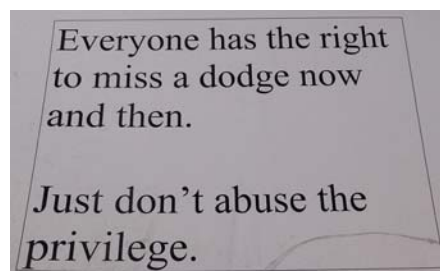 Everyone has the right
to miss a dodge now
and then.
Just don’t abuse the
privilege.